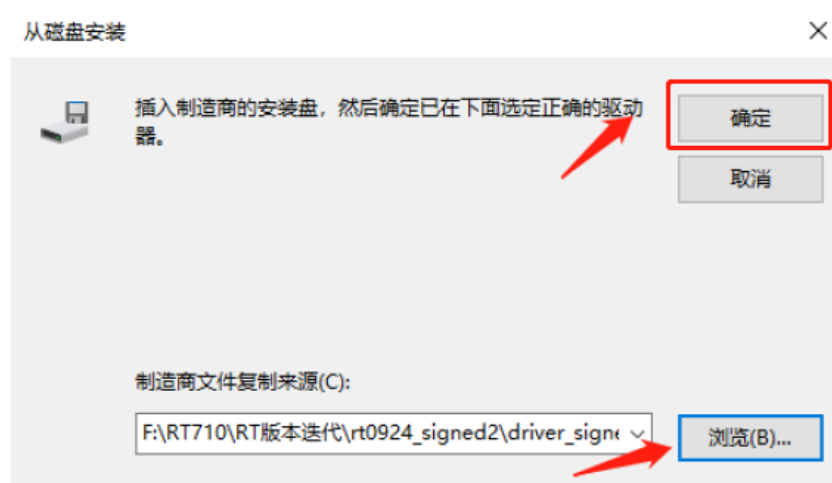 从磁盘安装
插入制造商的安装盘，然后确定已在下面选定正确的驱动
器。
确定
取消
制造商文件复制来源(C):
F:\RT710\RT版本迭代\rt0924_signed2\driver_signe
浏览(B)...